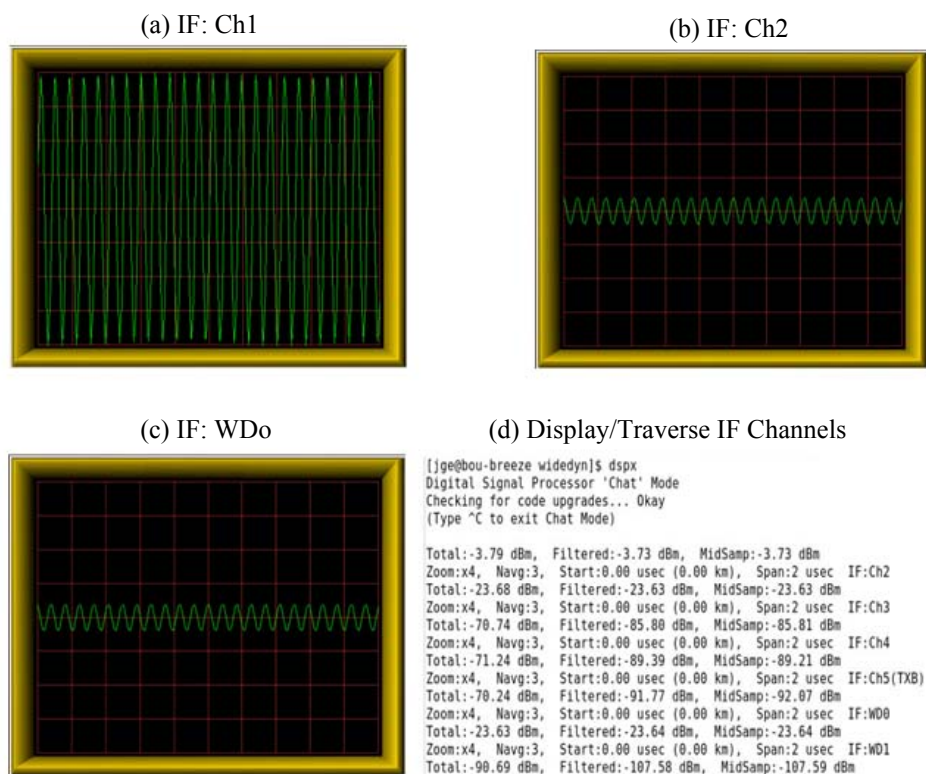 (a) IF: Ch1
(b) IF: Ch2
(c) IF: WDo
(d) Display/Traverse IF Channels
[jge@bou-breeze widedyn]$ dspx
Digital Signal Processor 'Chat' Mode
Checking for code upgrades... Okay
(Type ^C to exit Chat Mode)
Total:-3.79 dBm, Filtered:-3.73 dBm, MidSamp:-3.73 dBm
Zoom:x4, Navg:3, Start:0.00 usec (0.00 km), Span:2 usec IF:Ch2
Total:-23.68 dBm, Filtered:-23.63 dBm, MidSamp:-23.63 dBm
Zoom:x4, Navg:3, Start:0.00 usec (0.00 km), Span:2 usec IF:Ch3
Total:-70.74 dBm, Filtered:-85.80 dBm, MidSamp:-85.81 dBm
Zoom:x4, Navg:3, Start:0.00 usec (0.00 km), Span:2 usec IF:Ch4
Total:-71.24 dBm, Filtered:-89.39 dBm, MidSamp:-89.21 dBm
Zoom:x4, Navg:3, Start:0.00 usec (0.00 km), Span:2 usec IF:Ch5(TXB)
Total:-70.24 dBm, Filtered:-91.77 dBm, MidSamp:-92.07 dBm
Zoom:x4, Navg:3, Start:0.00 usec (0.00 km), Span:2 usec IF:WD0
Total:-23.63 dBm, Filtered:-23.64 dBm, MidSamp:-23.64 dBm
Zoom:x4, Navg:3, Start:0.00 usec (0.00 km), Span:2 usec IF:WD1
Total:-90.69 dBm, Filtered:-107.58 dBm, MidSamp:-107.59 dBm